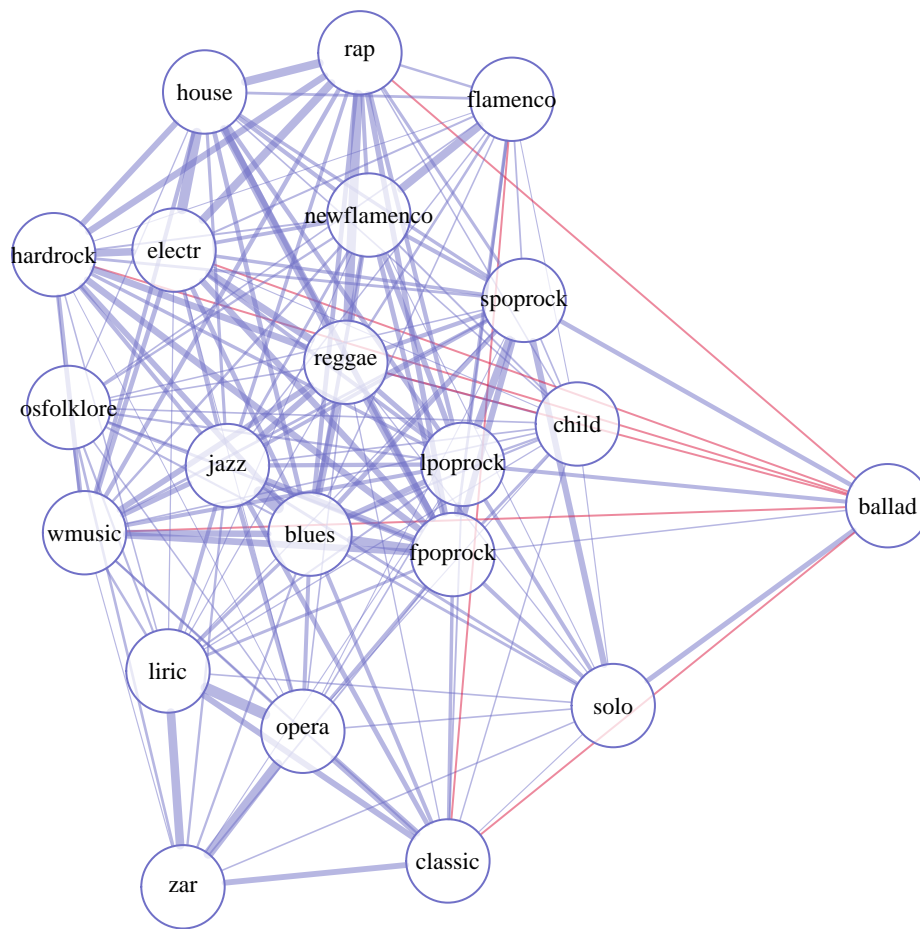 rap
house
flamenco
newflamenco
hardrock
electr
spoprock
reggae
osfolklore
child
jazz
lpoprock
ballad
wmusic
blues
fpoprock
liric
solo
opera
classic
zar